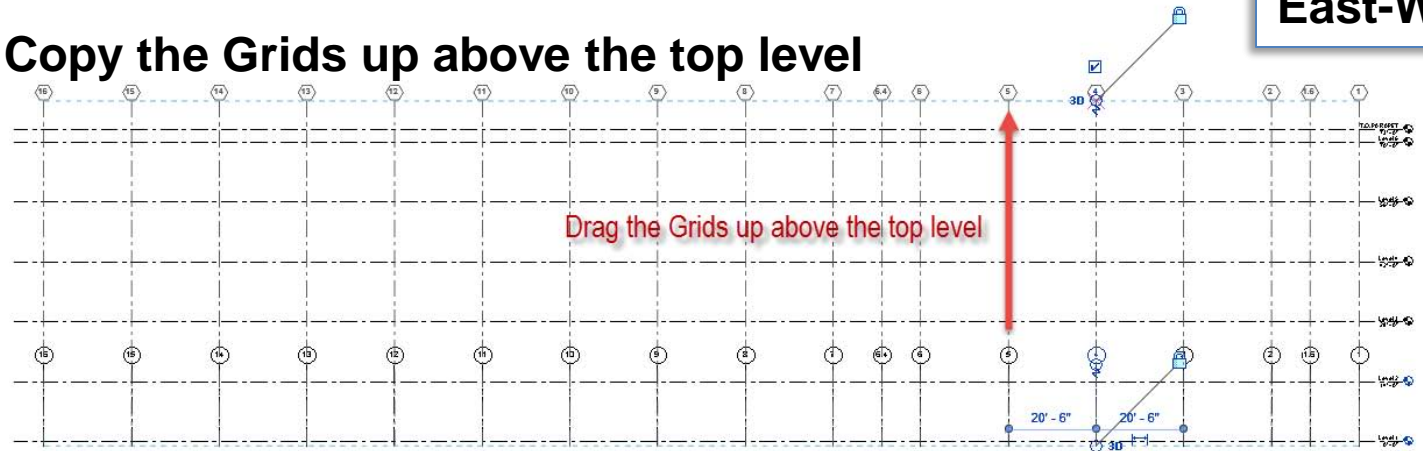 East-W
Copy the Grids up above the top level
16 15 14 13 12 11 10 9 8 7 6.4 6 5 4 3 2 1.6 1
3D
T.O. PARAPET
Drag the Grids up above the top level
16 15 14 13 12 11 10 9 8 6.4 6 5 2 1.6 1
20' - 6" 20' - 6"
3D